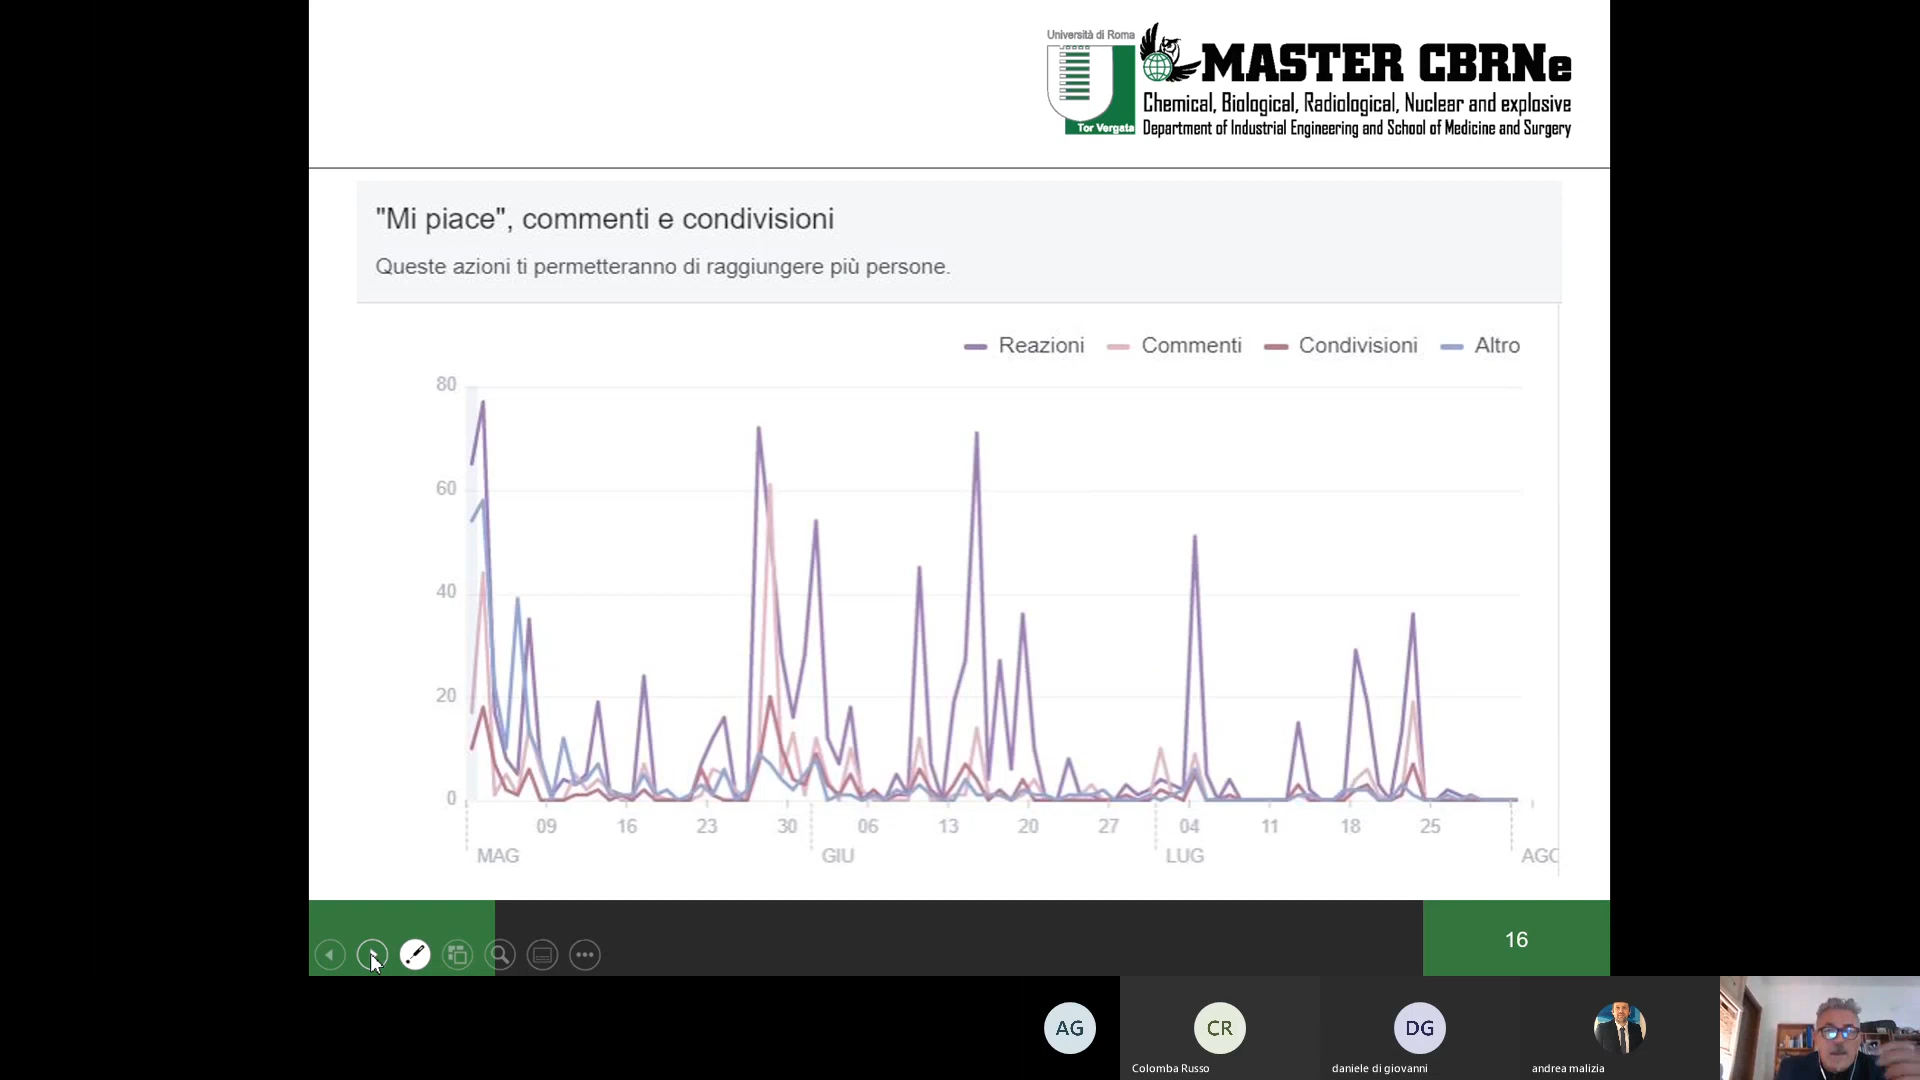 Università di Roma
Tor Vergata
MASTER CBRNe
Chemical, Biological, Radiological, Nuclear and explosive
Department of Industrial Engineering and School of Medicine and Surgery
"Mi piace", commenti e condivisioni
Queste azioni ti permetteranno di raggiungere più persone.
Reazioni Commenti Condivisioni Altro
80
60
40
20
0
09 16 23 30 06 13 20 27 04 11 18 25
MAG GIU LUG AGO
16
AG CR DG
Colomba Russo daniele di giovanni andrea malizia